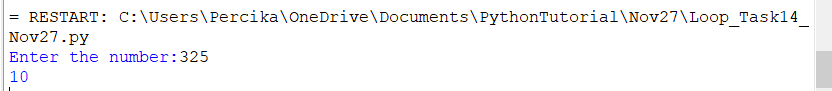 = RESTART: C:\Users\Percika\OneDrive\Documents\PythonTutorial\Nov27\Loop_Task14_
Nov27.py
Enter the number:325
10